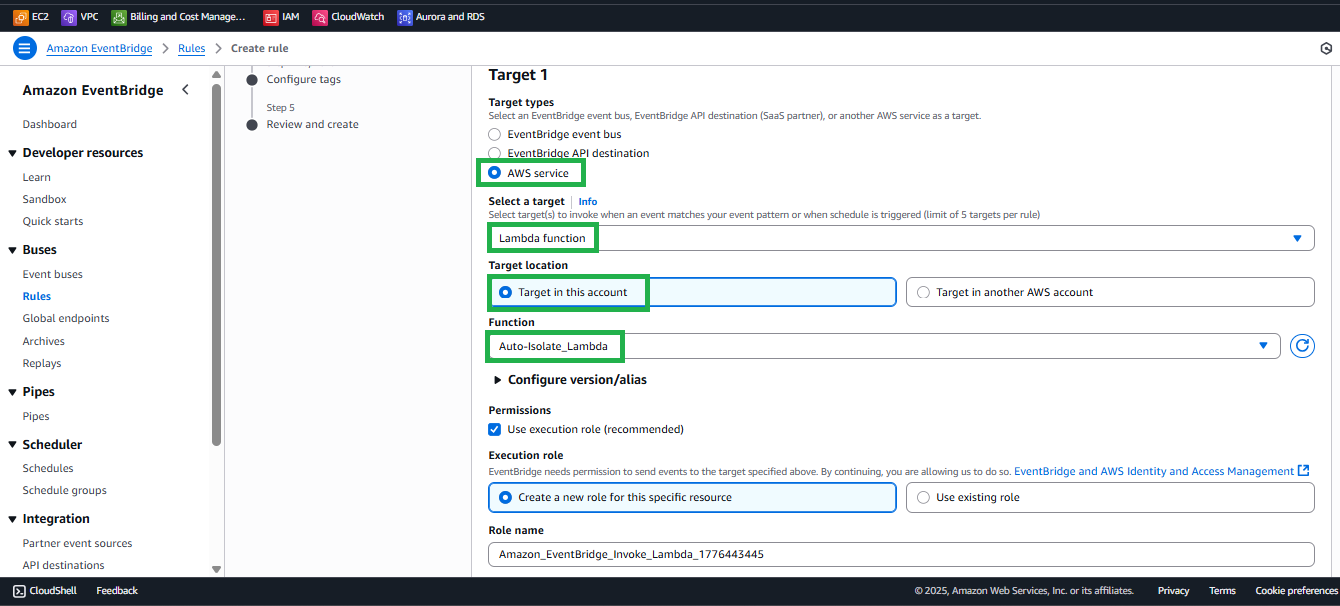 EC2 VPC Billing and Cost Manage... IAM CloudWatch Aurora and RDS
Amazon EventBridge Rules Create rule
Amazon EventBridge
Dashboard
Developer resources
Learn
Sandbox
Quick starts
Buses
Event buses
Rules
Global endpoints
Archives
Replays
Pipes
Pipes
Scheduler
Schedules
Schedule groups
Integration
Partner event sources
API destinations
Configure tags
Step 5
Review and create
Target 1
Target types
Select an EventBridge event bus, EventBridge API destination (SaaS partner), or another AWS service as a target.
EventBridge event bus
EventBridge API destination
AWS service
Select a target Info
Select target(s) to invoke when an event matches your event pattern or when schedule is triggered (limit of 5 targets per rule)
Lambda function
Target location
Target in this account Target in another AWS account
Function
Auto-Isolate_Lambda
Configure version/alias
Permissions
Use execution role (recommended)
Execution role
EventBridge needs permission to send events to the target specified above. By continuing, you are allowing us to do so. EventBridge and AWS Identity and Access Management
Create a new role for this specific resource Use existing role
Role name
Amazon_EventBridge_Invoke_Lambda_1776443445
CloudShell Feedback © 2025, Amazon Web Services, Inc. or its affiliates. Privacy Terms Cookie preferences